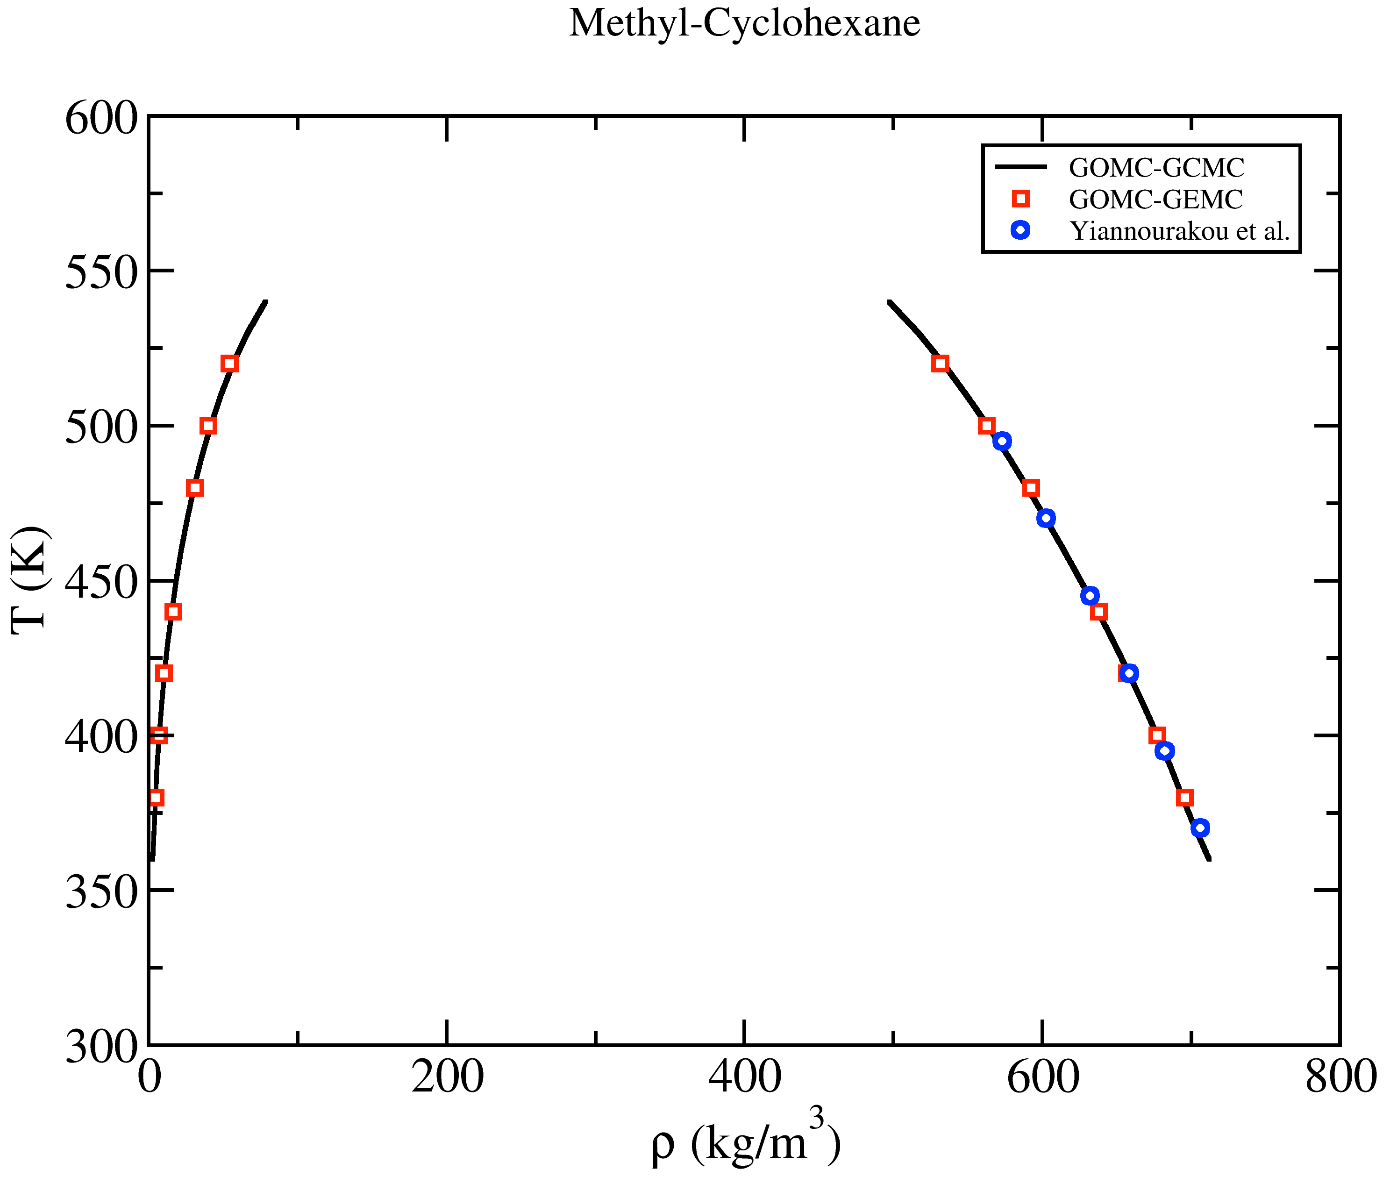 Methyl-Cyclohexane
600
550
500
450
400
350
300
T (K)
GOMC-GCMC
GOMC-GEMC
Yiannourakou et al.
0 200 400 600 800
ρ (kg/m³)